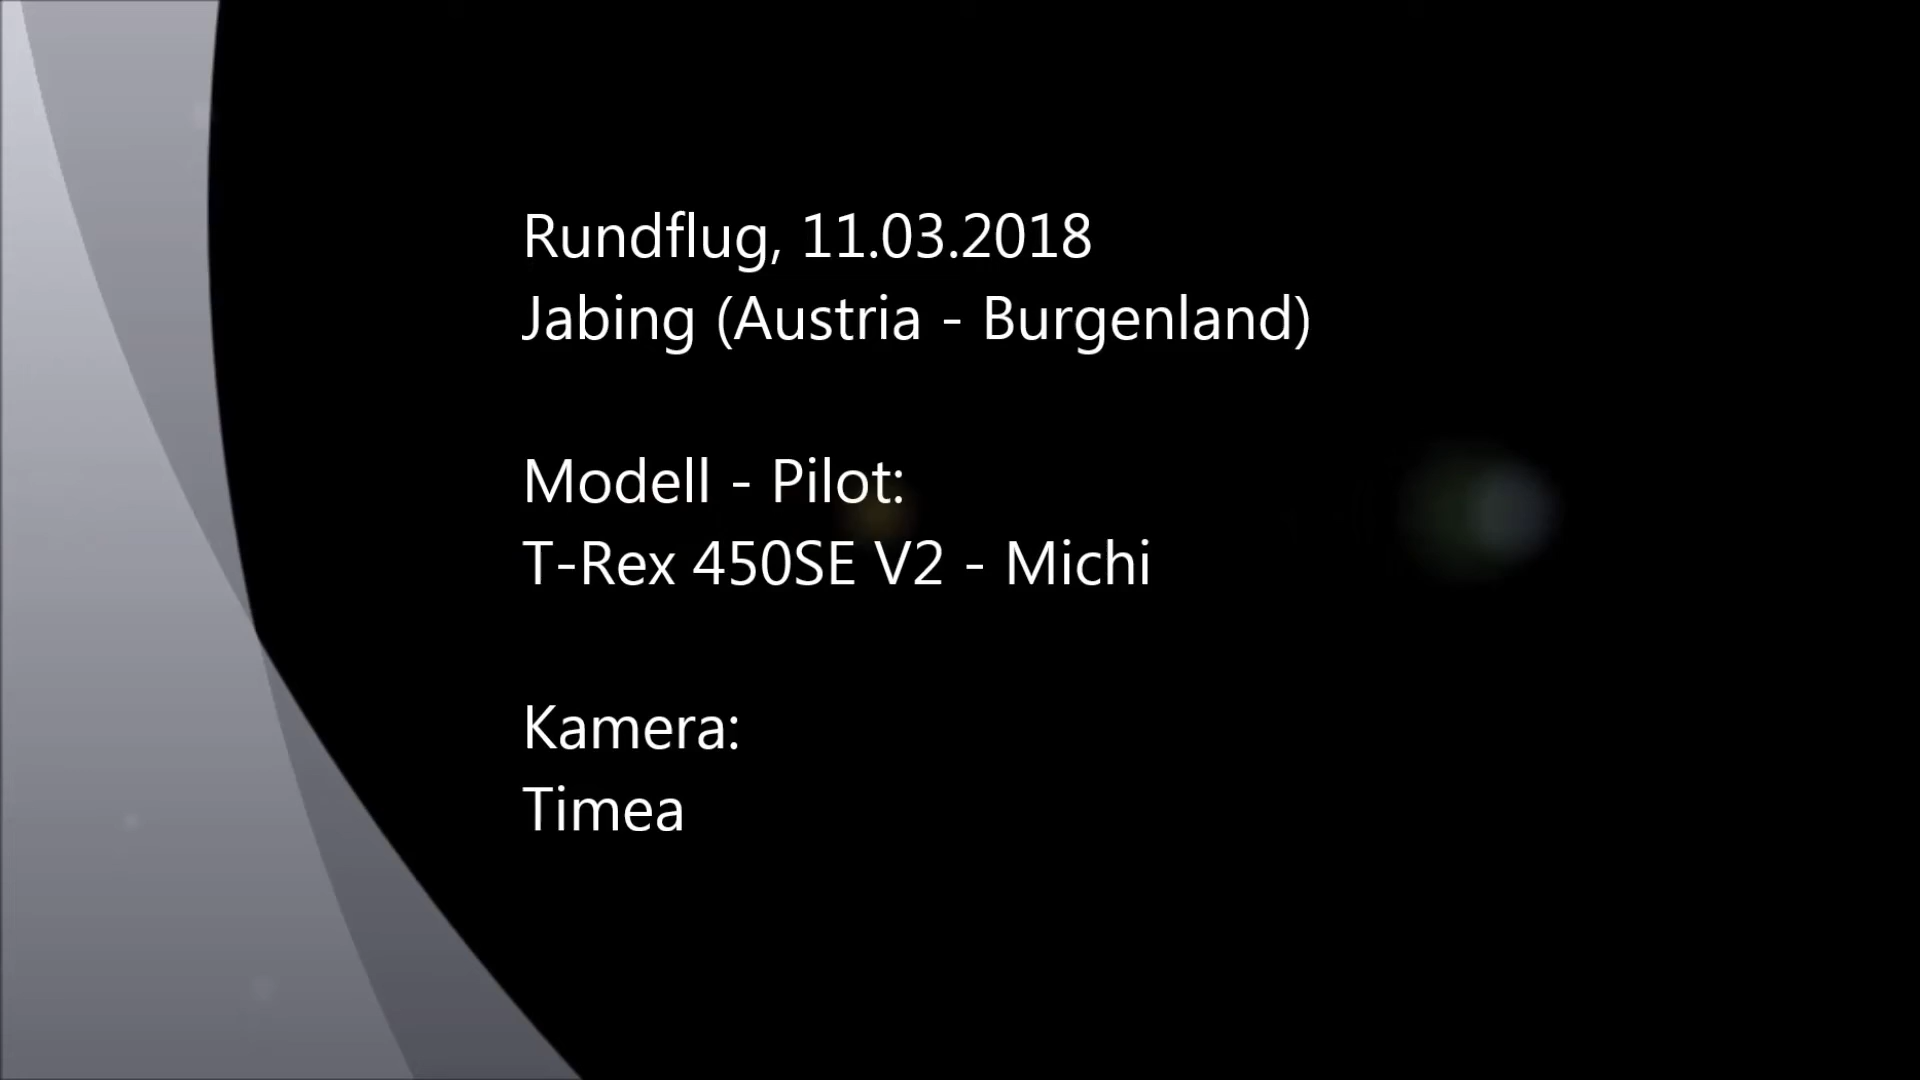 Rundflug, 11.03.2018
Jabing (Austria - Burgenland)
Modell - Pilot:
T-Rex 450SE V2 - Michi
Kamera:
Timea